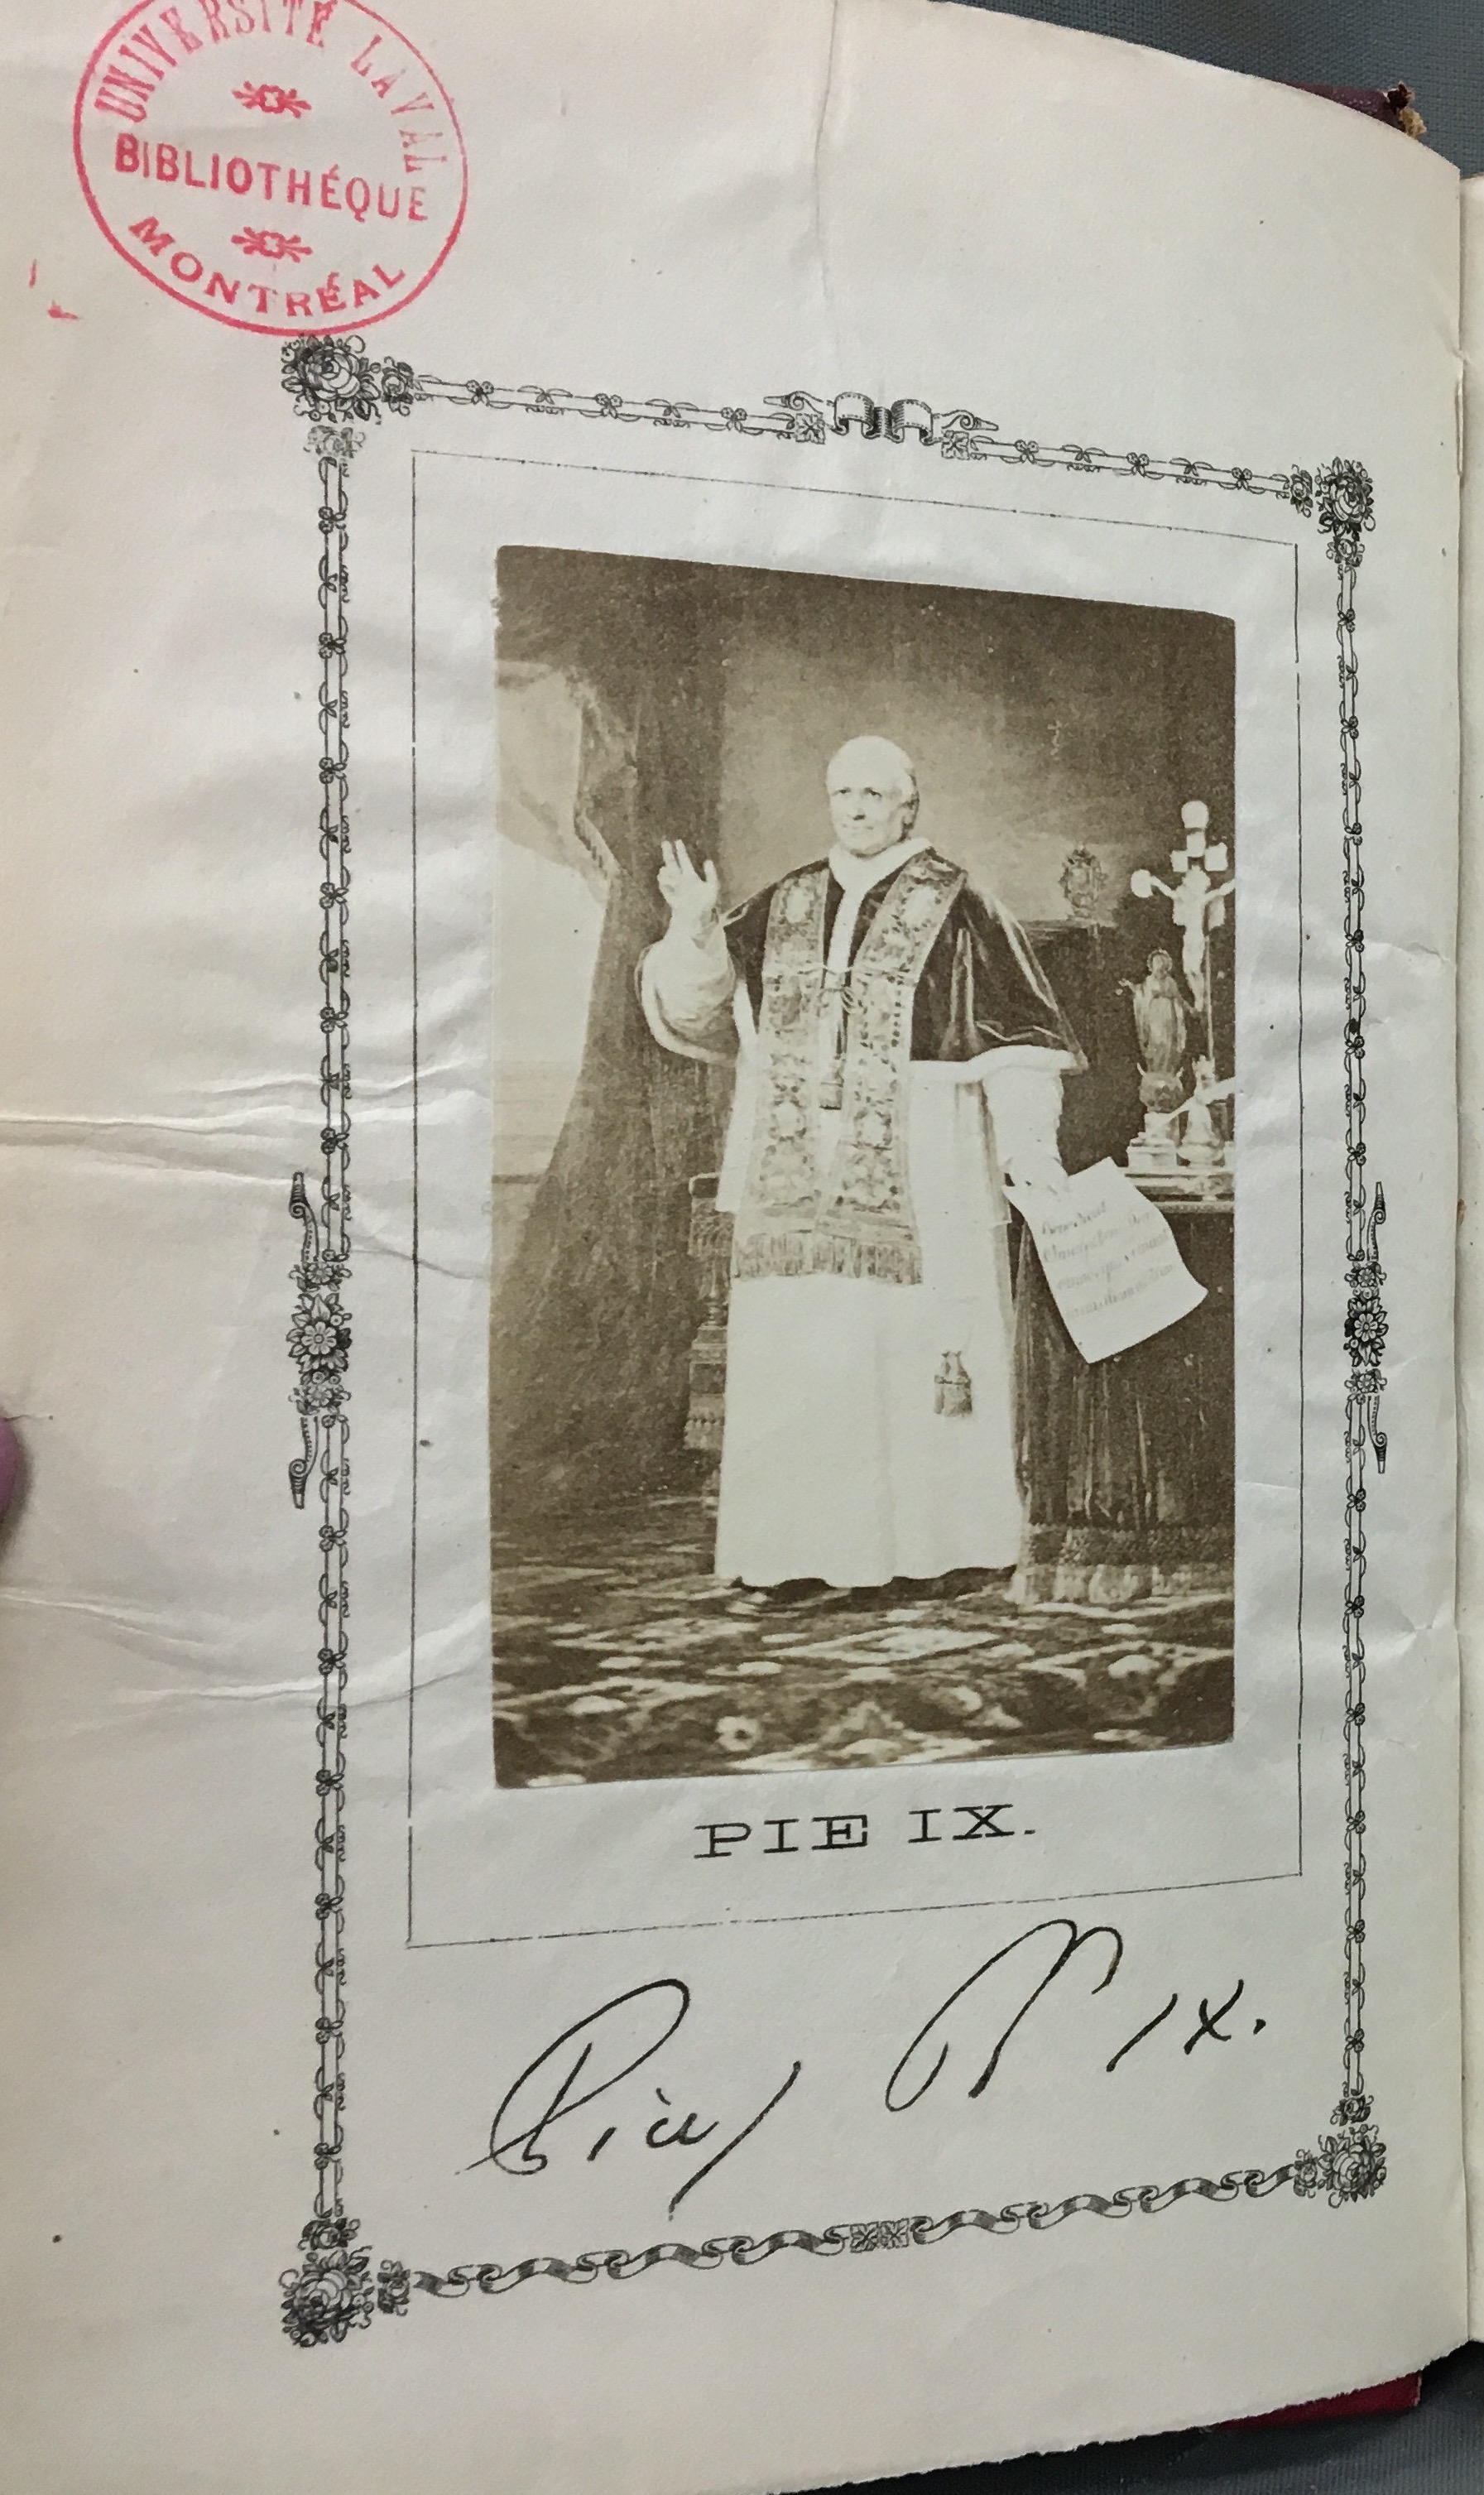 UNIVERSITÉ LAVAL
BIBLIOTHÉQUE
MONTRÉAL
PIE IX.
Pius P IX.